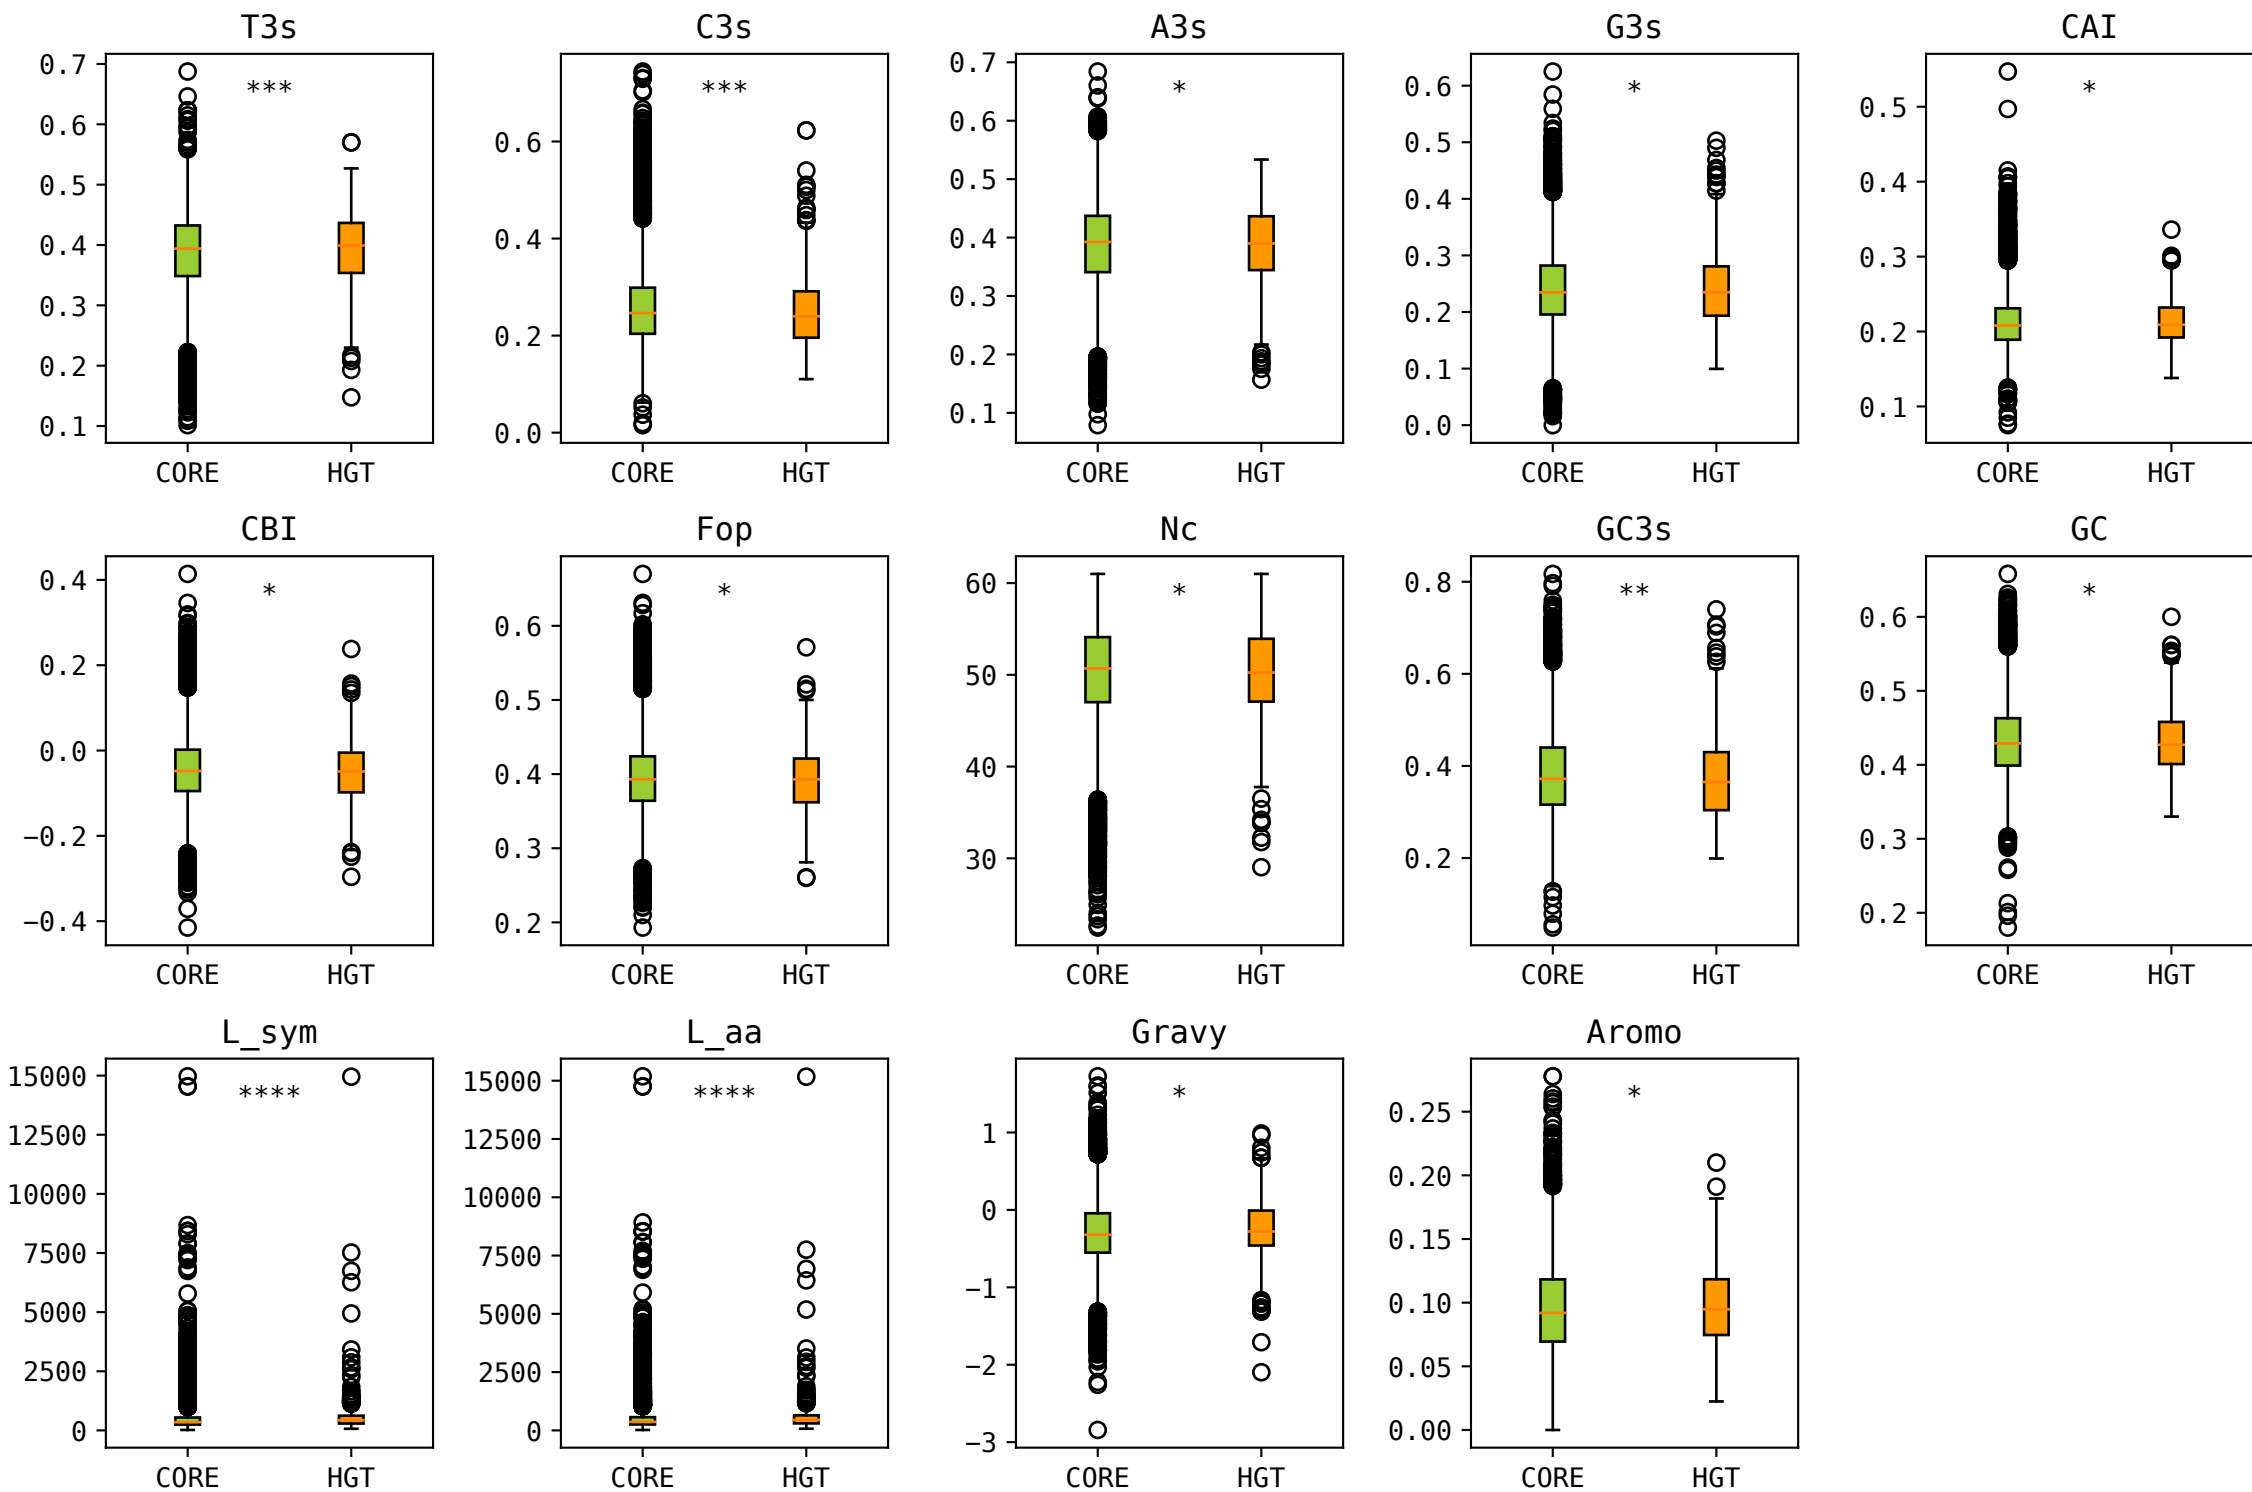 T3s C3s A3s G3s CAI
0.7 0.6 0.5 0.4 0.3 0.2 0.1
***
CORE HGT
0.6 0.4 0.2 0.0
***
CORE HGT
0.7 0.6 0.5 0.4 0.3 0.2 0.1
*
CORE HGT
0.6 0.5 0.4 0.3 0.2 0.1 0.0
*
CORE HGT
0.5 0.4 0.3 0.2 0.1
*
CORE HGT
CBI Fop Nc GC3s GC
0.4 0.2 0.0 −0.2 −0.4
*
CORE HGT
0.6 0.5 0.4 0.3 0.2
*
CORE HGT
60 50 40 30
*
CORE HGT
0.8 0.6 0.4 0.2
**
CORE HGT
0.6 0.5 0.4 0.3 0.2
*
CORE HGT
L_sym L_aa Gravy Aromo
15000 12500 10000 7500 5000 2500 0
****
CORE HGT
15000 12500 10000 7500 5000 2500 0
****
CORE HGT
1 0 −1 −2 −3
*
CORE HGT
0.25 0.20 0.15 0.10 0.05 0.00
*
CORE HGT